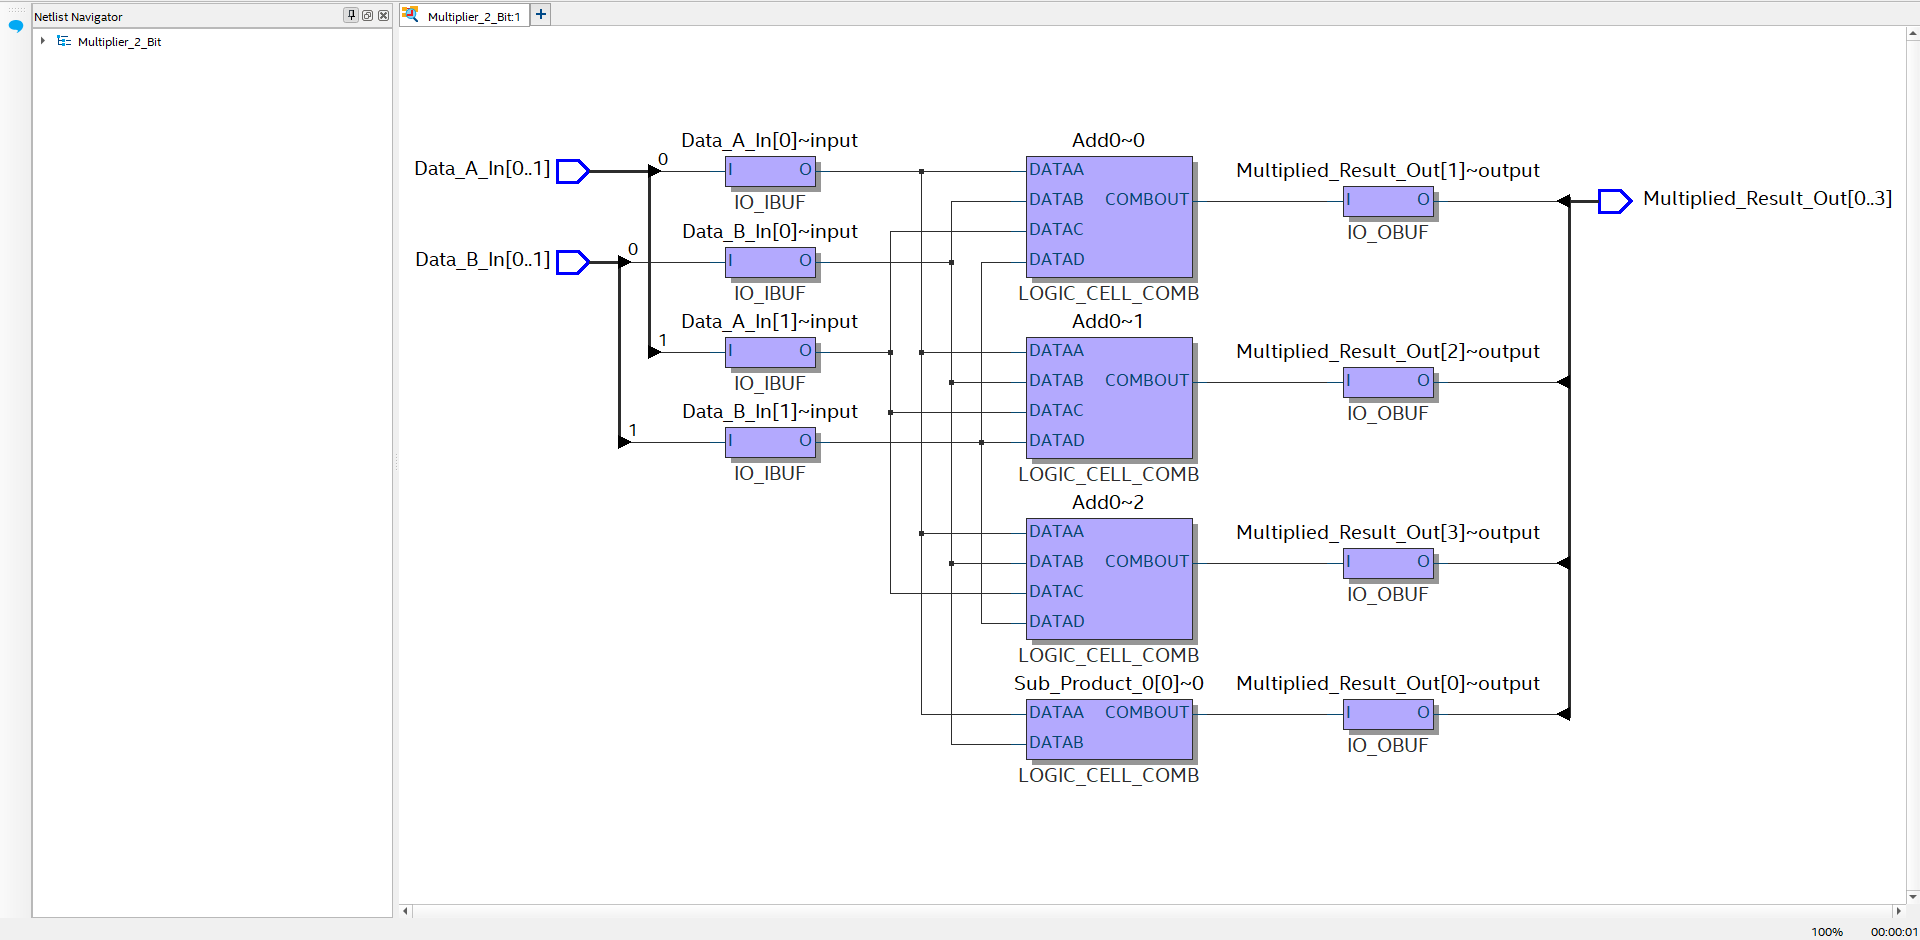 Netlist Navigator
Multiplier_2_Bit
Multiplier_2_Bit:1
Data_A_In[0..1]
Data_B_In[0..1]
0
1
0
1
Data_A_In[0]~input
I O
IO_IBUF
Data_B_In[0]~input
I O
IO_IBUF
Data_A_In[1]~input
I O
IO_IBUF
Data_B_In[1]~input
I O
IO_IBUF
Add0~0
DATAA
DATAB COMBOUT
DATAC
DATAD
LOGIC_CELL_COMB
Add0~1
DATAA
DATAB COMBOUT
DATAC
DATAD
LOGIC_CELL_COMB
Add0~2
DATAA
DATAB COMBOUT
DATAC
DATAD
LOGIC_CELL_COMB
Sub_Product_0[0]~0
DATAA COMBOUT
DATAB
LOGIC_CELL_COMB
Multiplied_Result_Out[1]~output
I O
IO_OBUF
Multiplied_Result_Out[2]~output
I O
IO_OBUF
Multiplied_Result_Out[3]~output
I O
IO_OBUF
Multiplied_Result_Out[0]~output
I O
IO_OBUF
Multiplied_Result_Out[0..3]
100% 00:00:01